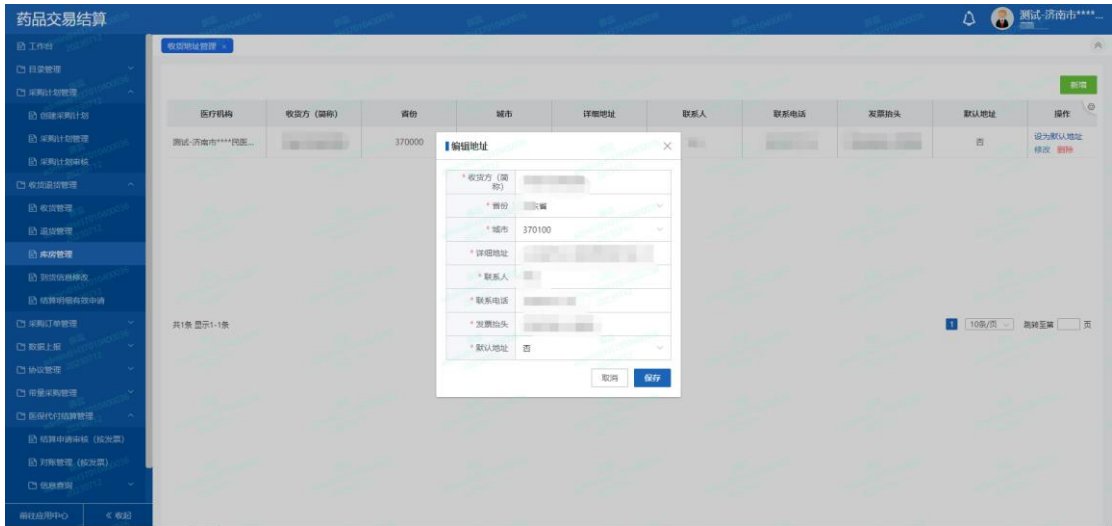 药品交易结算
测试-济南市****...
工作台
目录管理
采购计划管理
创建采购计划
采购计划管理
采购计划审核
收货退货管理
收货管理
退货管理
库房管理
到货信息修改
结算明细有效申请
采购订单管理
数据上报
协议管理
用量采购管理
医保代付结算管理
结算申请审核（按发票）
对账管理（按发票）
信息查询
前往应用中心 收起
收货地址管理 ×
新增
医疗机构 收货方（简称） 省份 城市 详细地址 联系人 联系电话 发票抬头 默认地址 操作
测试-济南市****民医... 370000 否 设为默认地址
修改 删除
编辑地址
* 收货方（简称）
* 省份 省
* 城市 370100
* 详细地址
* 联系人
* 联系电话
* 发票抬头
* 默认地址 否
取消 保存
共1条 显示1-1条
1 10条/页 跳转至第 页